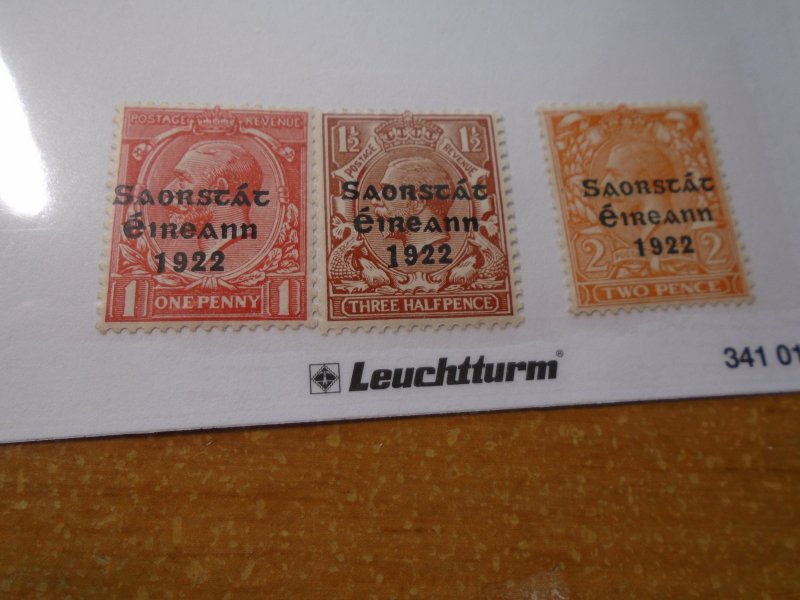 POSTAGE REVENUE
SAORSTÁT
ÉIREANN
1922
1 ONE·PENNY 1
1½ 1½
POSTAGE REVENUE
SAORSTÁT
ÉIREANN
1922
THREE HALFPENCE
SAORSTÁT
ÉIREANN
1922
2 2
TWO PENCE
Leuchtturm®
341 01